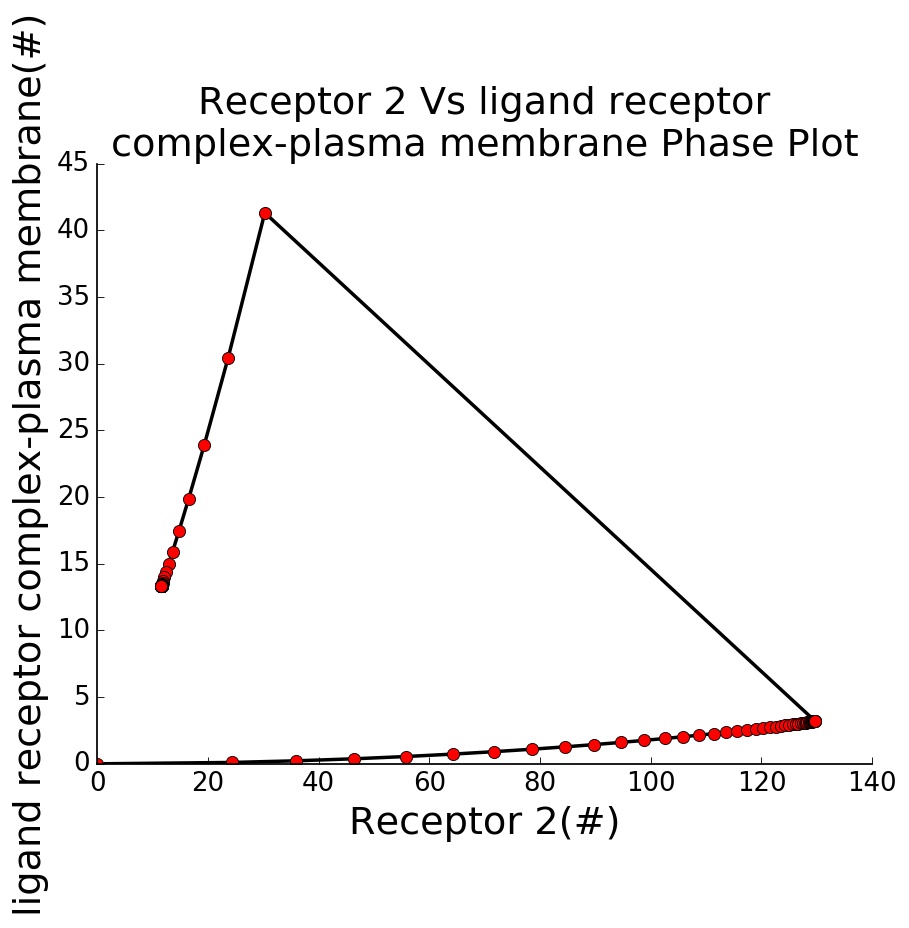 Receptor 2 Vs ligand receptor
complex-plasma membrane Phase Plot
ligand receptor complex-plasma membrane(#)
45
40
35
30
25
20
15
10
5
0
0 20 40 60 80 100 120 140
Receptor 2(#)